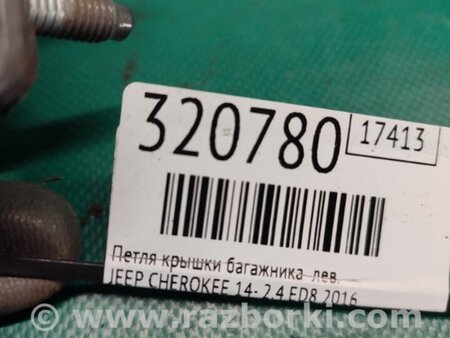 320780
17413
Петля крышки багажника лев.
JEEP CHEROKEE 14- 2.4 ED8 2016
© www.razborki.com